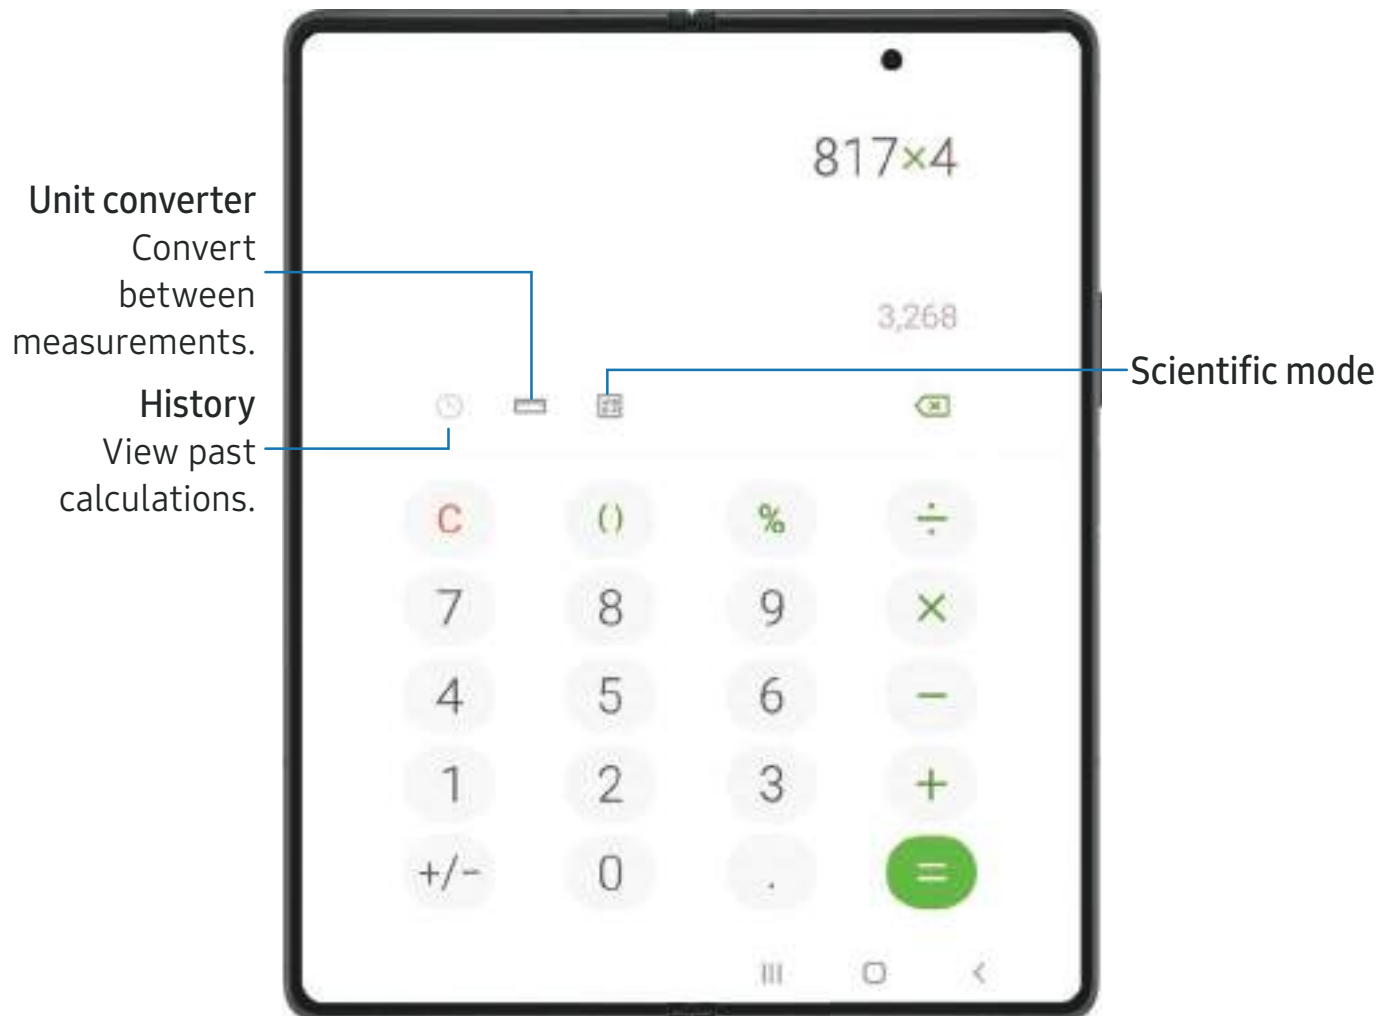 817×4
Unit converter
Convert
between
measurements.
3,268
Scientific mode
History
View past
calculations.
C () % ÷
7 8 9 ×
4 5 6 −
1 2 3 +
+/− 0 . =